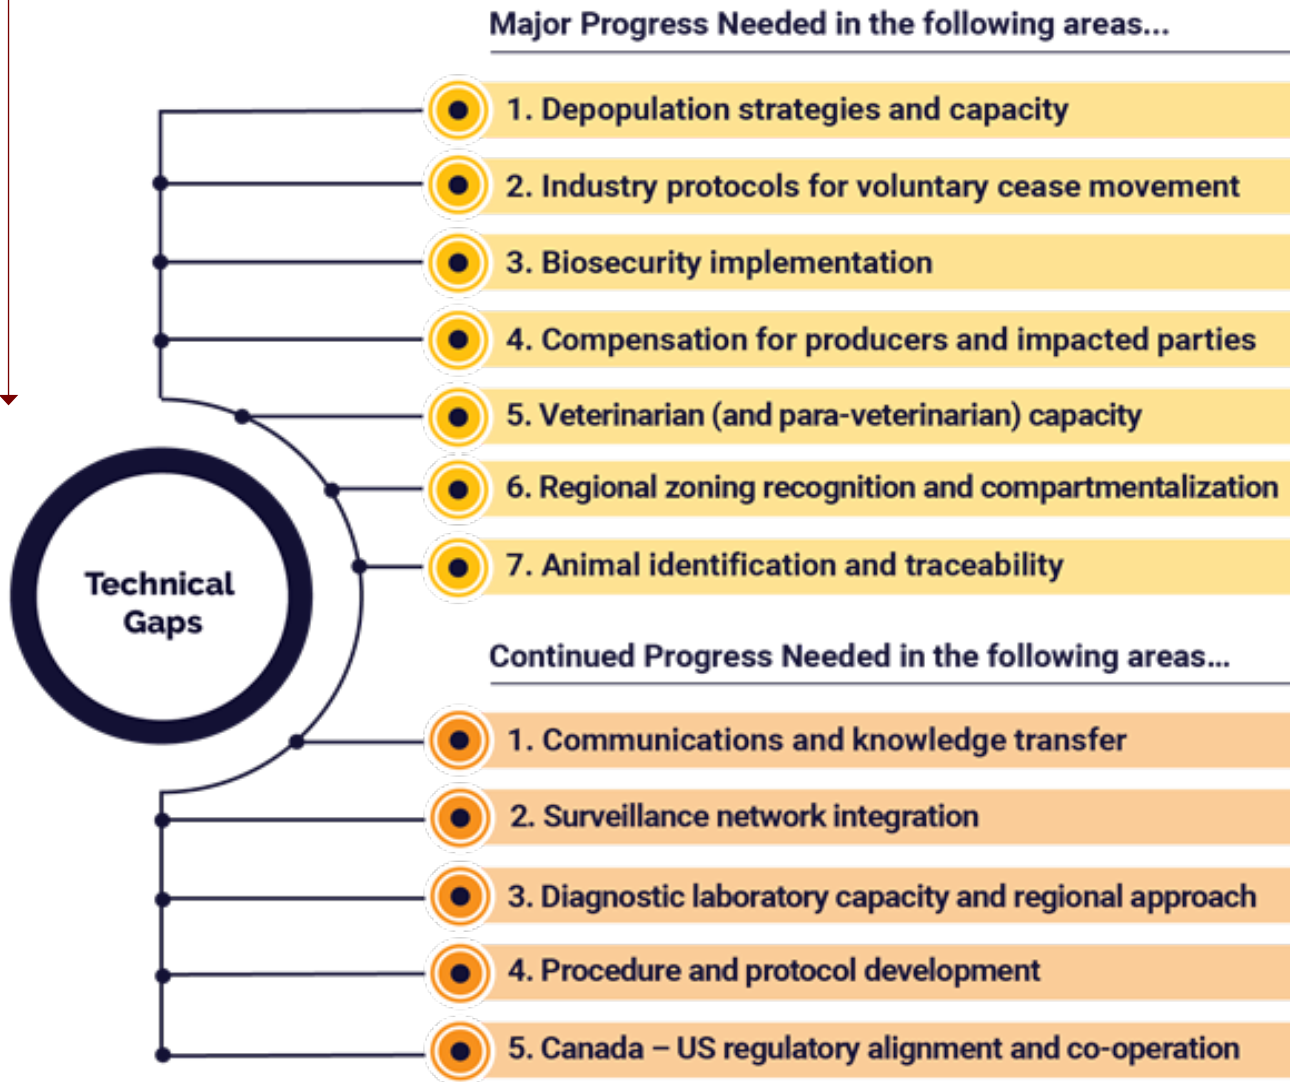 Major Progress Needed in the following areas...
1. Depopulation strategies and capacity
2. Industry protocols for voluntary cease movement
3. Biosecurity implementation
4. Compensation for producers and impacted parties
5. Veterinarian (and para-veterinarian) capacity
6. Regional zoning recognition and compartmentalization
7. Animal identification and traceability
Technical
Gaps
Continued Progress Needed in the following areas...
1. Communications and knowledge transfer
2. Surveillance network integration
3. Diagnostic laboratory capacity and regional approach
4. Procedure and protocol development
5. Canada – US regulatory alignment and co-operation